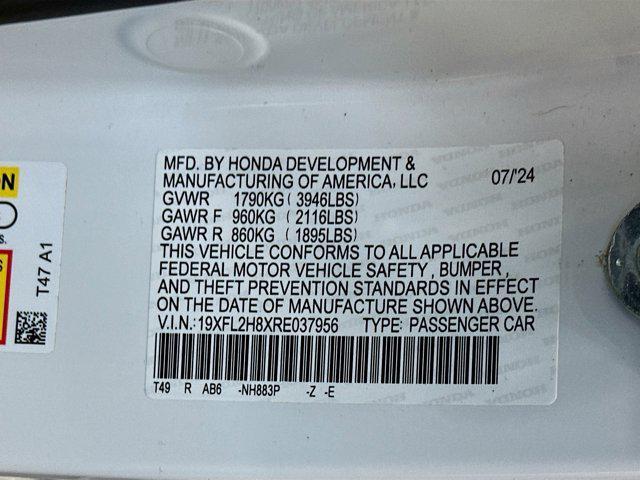 MFD. BY HONDA DEVELOPMENT &
MANUFACTURING OF AMERICA, LLC 07/'24
GVWR 1790KG ( 3946LBS)
GAWR F 960KG ( 2116LBS)
GAWR R 860KG ( 1895LBS)
THIS VEHICLE CONFORMS TO ALL APPLICABLE
FEDERAL MOTOR VEHICLE SAFETY, BUMPER,
AND THEFT PREVENTION STANDARDS IN EFFECT
ON THE DATE OF MANUFACTURE SHOWN ABOVE.
V.I.N.: 19XFL2H8XRE037956 TYPE: PASSENGER CAR
T49 R AB6 -NH883P -Z -E
T47 A1